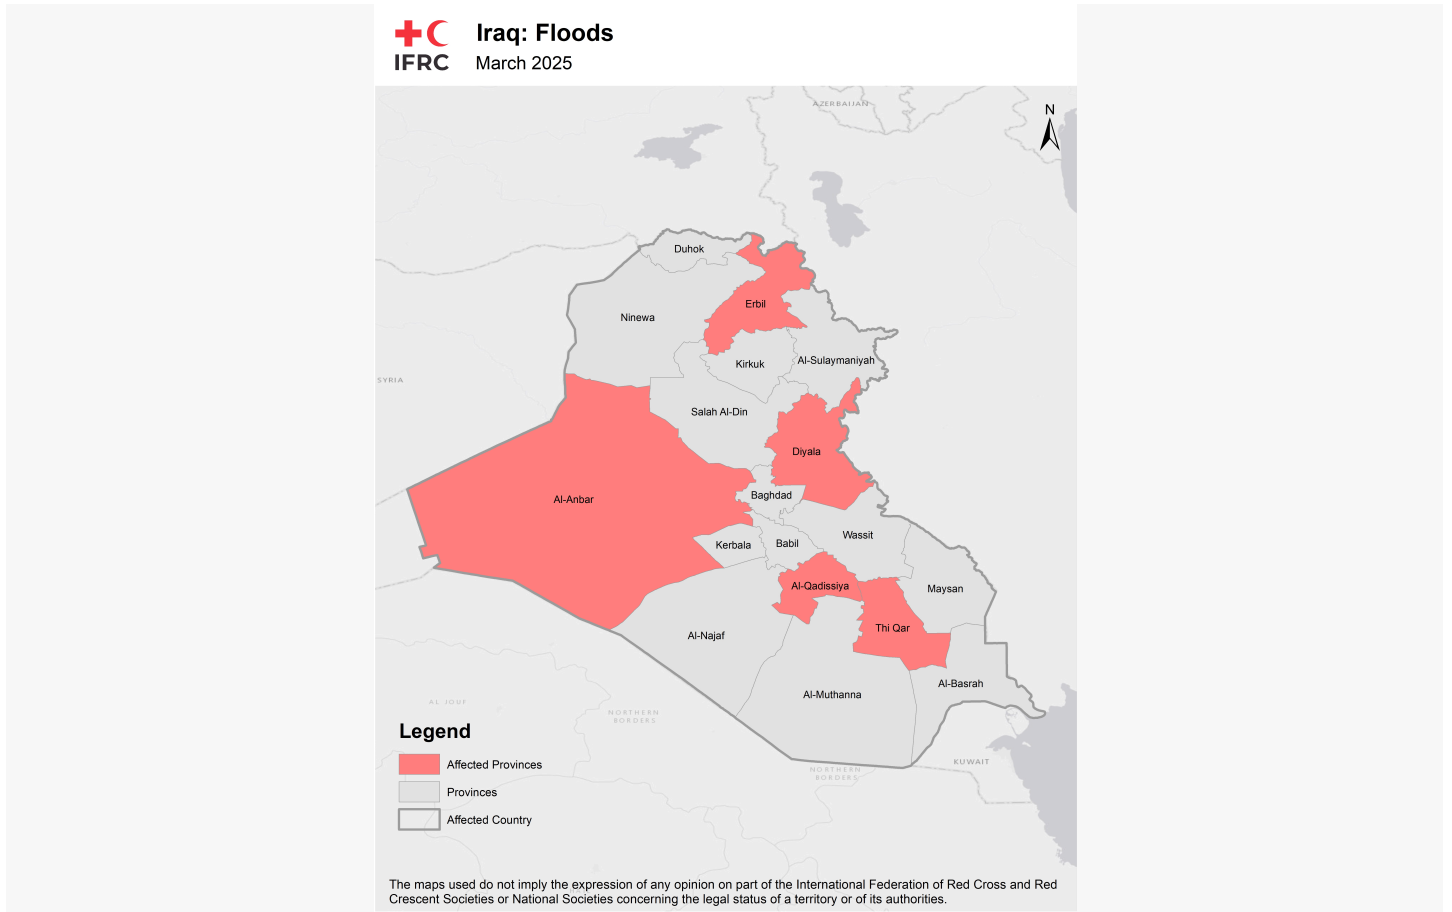 IFRC
Iraq: Floods
March 2025
AZERBAIJAN
N
Duhok
Erbil
Ninewa
Kirkuk
Al-Sulaymaniyah
SYRIA
Salah Al-Din
Diyala
Al-Anbar
Baghdad
Wassit
Kerbala
Babil
Al-Qadissiya
Maysan
Thi Qar
Al-Najaf
Al-Basrah
Al-Muthanna
AL JOUF
NORTHERN
BORDERS
KUWAIT
NORTHERN
BORDERS
Legend
Affected Provinces
Provinces
Affected Country
The maps used do not imply the expression of any opinion on part of the International Federation of Red Cross and Red
Crescent Societies or National Societies concerning the legal status of a territory or of its authorities.